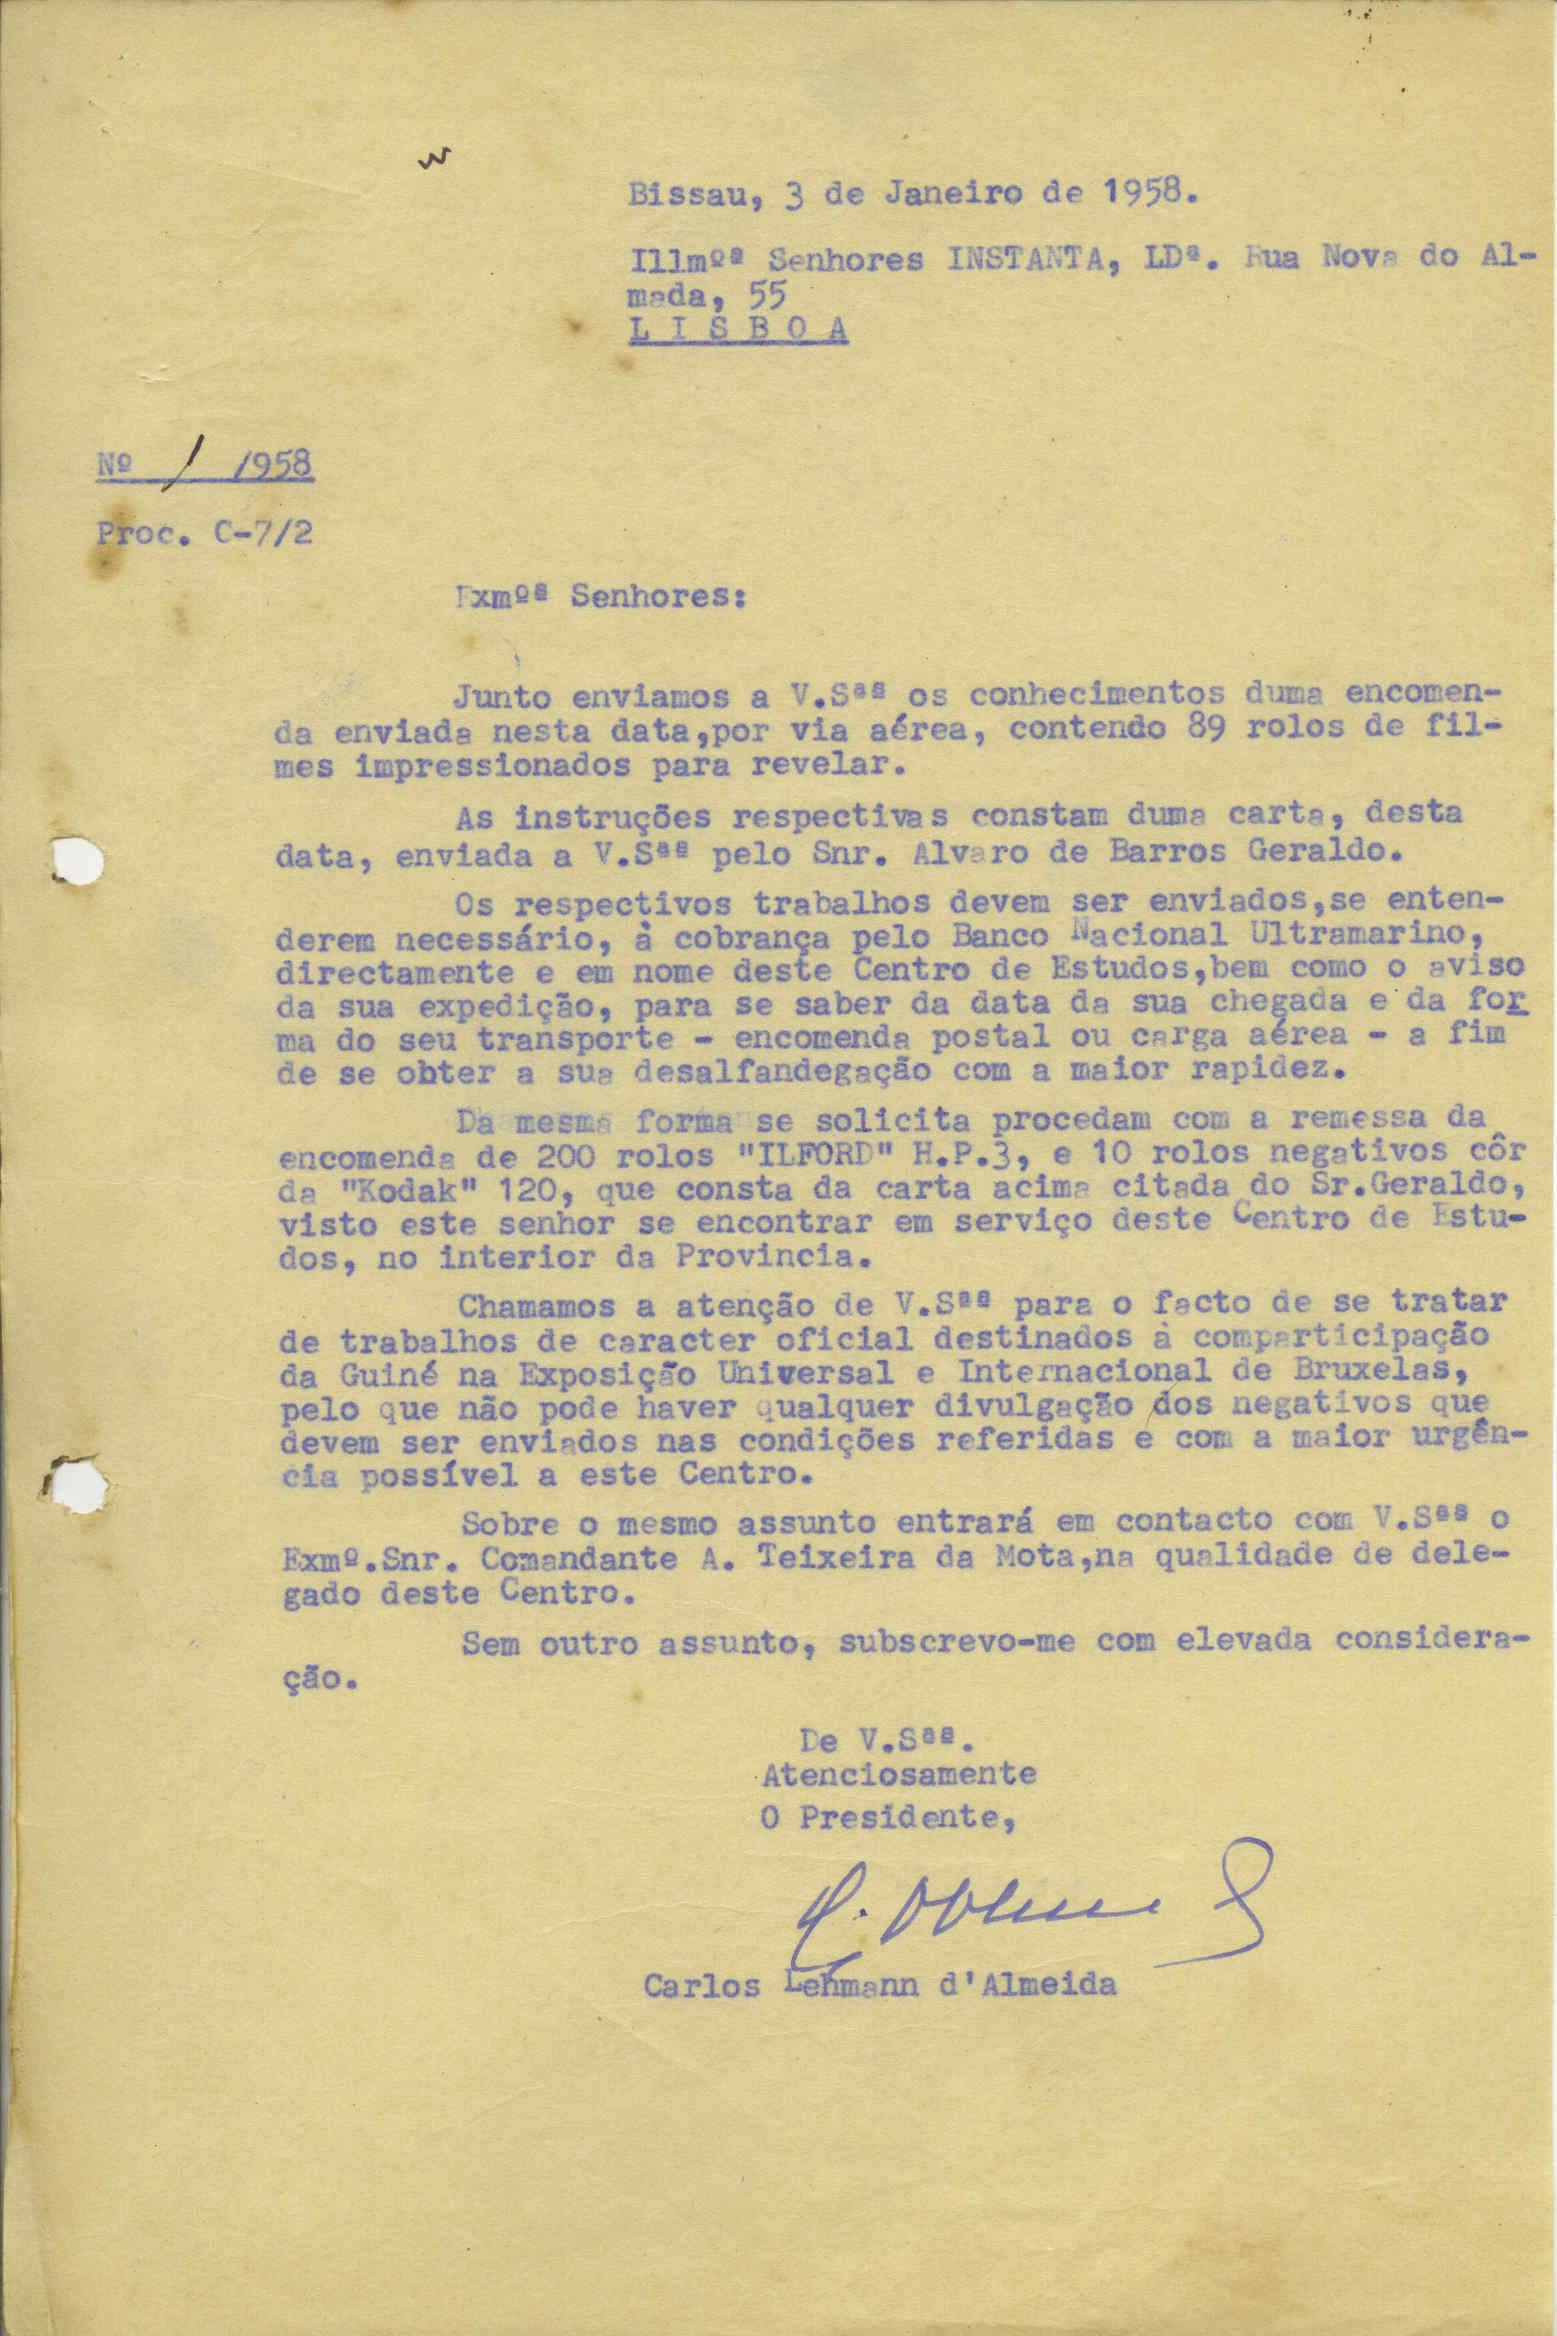 Bissau, 3 de Janeiro de 1958.
Illmºª Senhores INSTANTA, LDª. Rua Nova do Al-
mada, 55
L I S B O A
Nº 1 /1958
Proc. C-7/2
Exmºª Senhores:
Junto enviamos a V.Sªª os conhecimentos duma encomen-
da enviada nesta data,por via aérea, contendo 89 rolos de fil-
mes impressionados para revelar.
As instruções respectivas constam duma carta, desta
data, enviada a V.Sªª pelo Snr. Alvaro de Barros Geraldo.
Os respectivos trabalhos devem ser enviados,se enten-
derem necessário, à cobrança pelo Banco Nacional Ultramarino,
directamente e em nome deste Centro de Estudos,bem como o aviso
da sua expedição, para se saber da data da sua chegada e da for
ma do seu transporte - encomenda postal ou carga aérea - a fim
de se obter a sua desalfandegação com a maior rapidez.
Da mesma forma se solicita procedam com a remessa da
encomenda de 200 rolos "ILFORD" H.P.3, e 10 rolos negativos côr
da "Kodak" 120, que consta da carta acima citada do Sr.Geraldo,
visto este senhor se encontrar em serviço deste Centro de Estu-
dos, no interior da Provincia.
Chamamos a atenção de V.Sªª para o facto de se tratar
de trabalhos de caracter oficial destinados à comparticipação
da Guiné na Exposição Universal e Internacional de Bruxelas,
pelo que não pode haver qualquer divulgação dos negativos que
devem ser enviados nas condições referidas e com a maior urgên-
cia possível a este Centro.
Sobre o mesmo assunto entrará em contacto com V.Sªª o
Exmº.Snr. Comandante A. Teixeira da Mota,na qualidade de dele-
gado deste Centro.
Sem outro assunto, subscrevo-me com elevada considera-
ção.
De V.Sªª.
Atenciosamente
O Presidente,
Carlos Lehmann d'Almeida